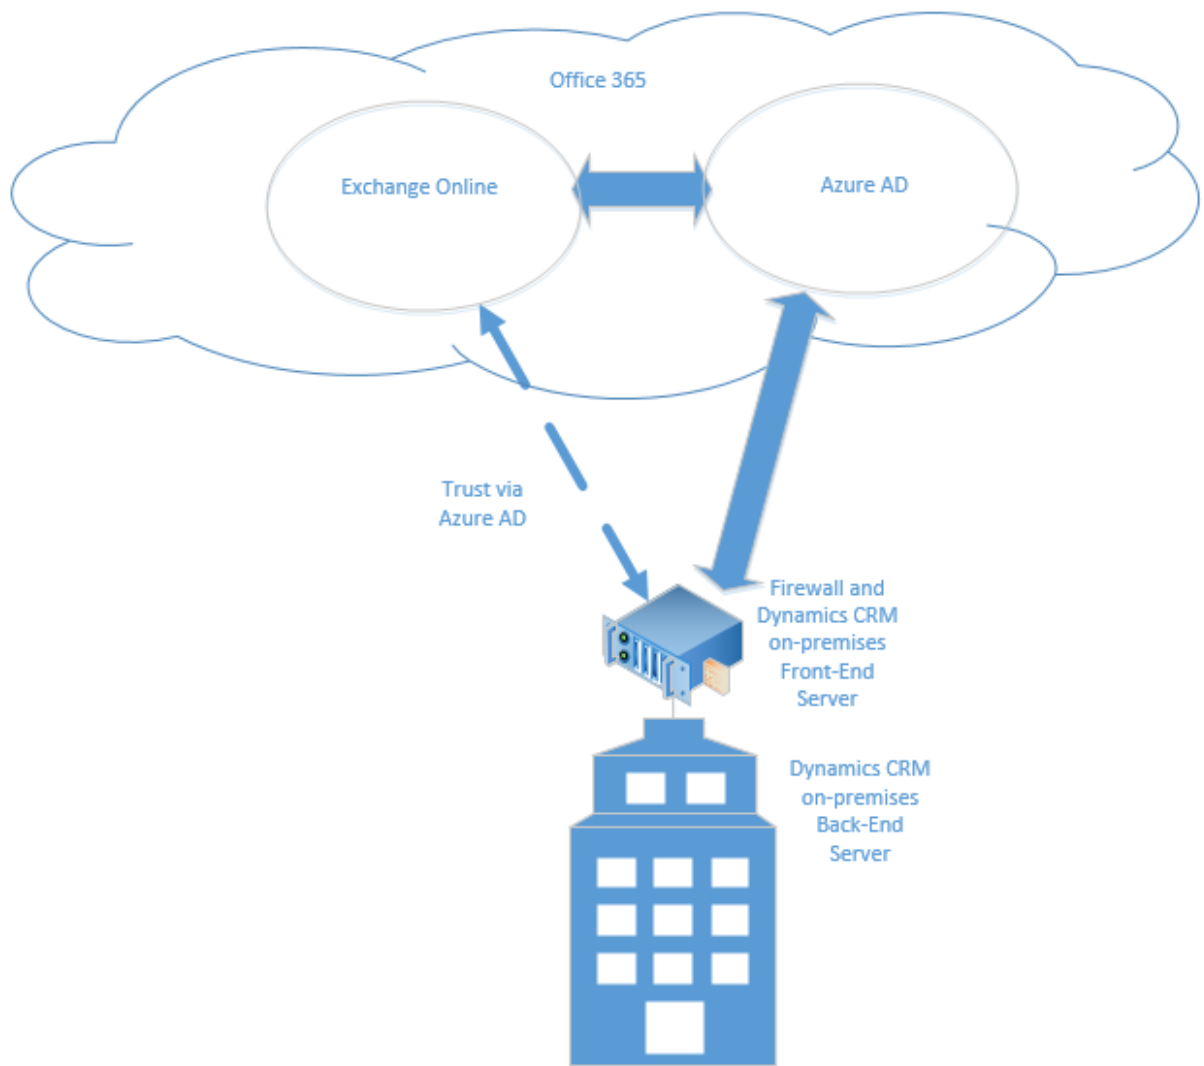 Office 365
Exchange Online
Azure AD
Trust via
Azure AD
Firewall and
Dynamics CRM
on-premises
Front-End
Server
Dynamics CRM
on-premises
Back-End
Server